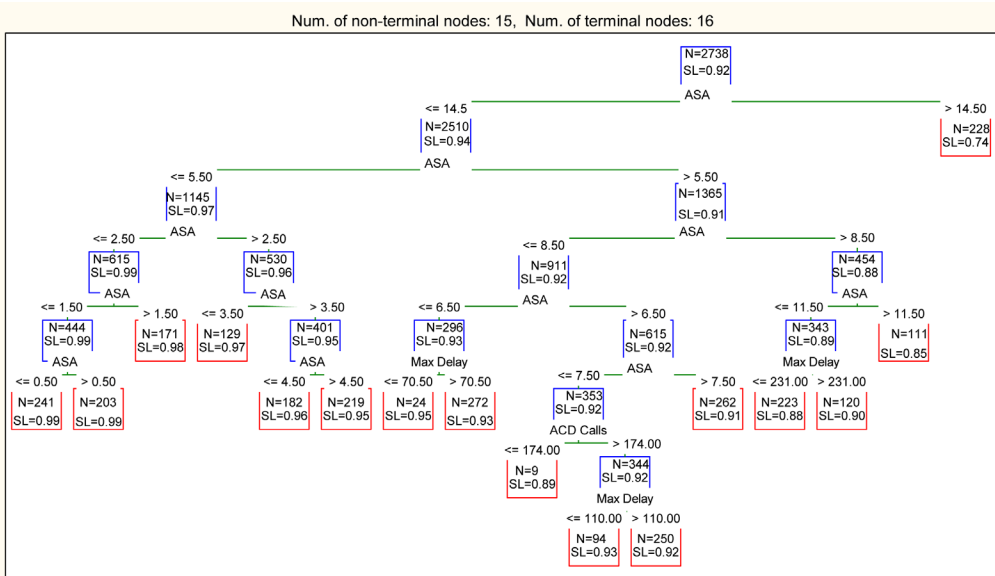 Num. of non-terminal nodes: 15, Num. of terminal nodes: 16
N=2738
SL=0.92
ASA
<= 14.5
> 14.50
N=2510
SL=0.94
ASA
N=228
SL=0.74
<= 5.50
> 5.50
N=1145
SL=0.97
ASA
N=1365
SL=0.91
ASA
<= 2.50
> 2.50
<= 8.50
> 8.50
N=615
SL=0.99
ASA
N=530
SL=0.96
ASA
N=911
SL=0.92
ASA
N=454
SL=0.88
ASA
<= 1.50
> 1.50
<= 3.50
> 3.50
<= 6.50
> 6.50
<= 11.50
> 11.50
N=444
SL=0.99
ASA
N=171
SL=0.98
N=129
SL=0.97
N=401
SL=0.95
ASA
N=296
SL=0.93
Max Delay
N=615
SL=0.92
ASA
N=343
SL=0.89
Max Delay
N=111
SL=0.85
<= 0.50
> 0.50
<= 4.50
> 4.50
<= 70.50
> 70.50
<= 7.50
> 7.50
<= 231.00
> 231.00
N=241
SL=0.99
N=203
SL=0.99
N=182
SL=0.96
N=219
SL=0.95
N=24
SL=0.95
N=272
SL=0.93
N=353
SL=0.92
ACD Calls
N=262
SL=0.91
N=223
SL=0.88
N=120
SL=0.90
<= 174.00
> 174.00
N=9
SL=0.89
N=344
SL=0.92
Max Delay
<= 110.00
> 110.00
N=94
SL=0.93
N=250
SL=0.92